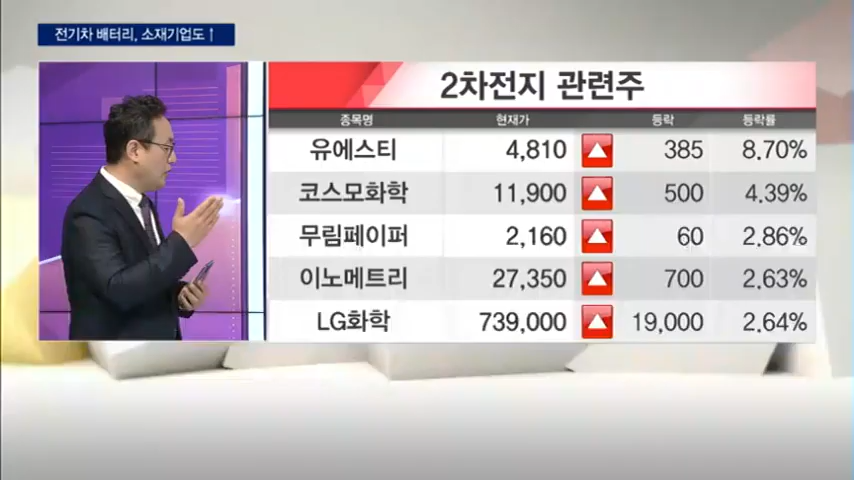 전기차 배터리, 소재기업도↑
2차전지 관련주
종목명 현재가 등락 등락률
유에스티 4,810 ▲ 385 8.70%
코스모화학 11,900 ▲ 500 4.39%
무림페이퍼 2,160 ▲ 60 2.86%
이노메트리 27,350 ▲ 700 2.63%
LG화학 739,000 ▲ 19,000 2.64%